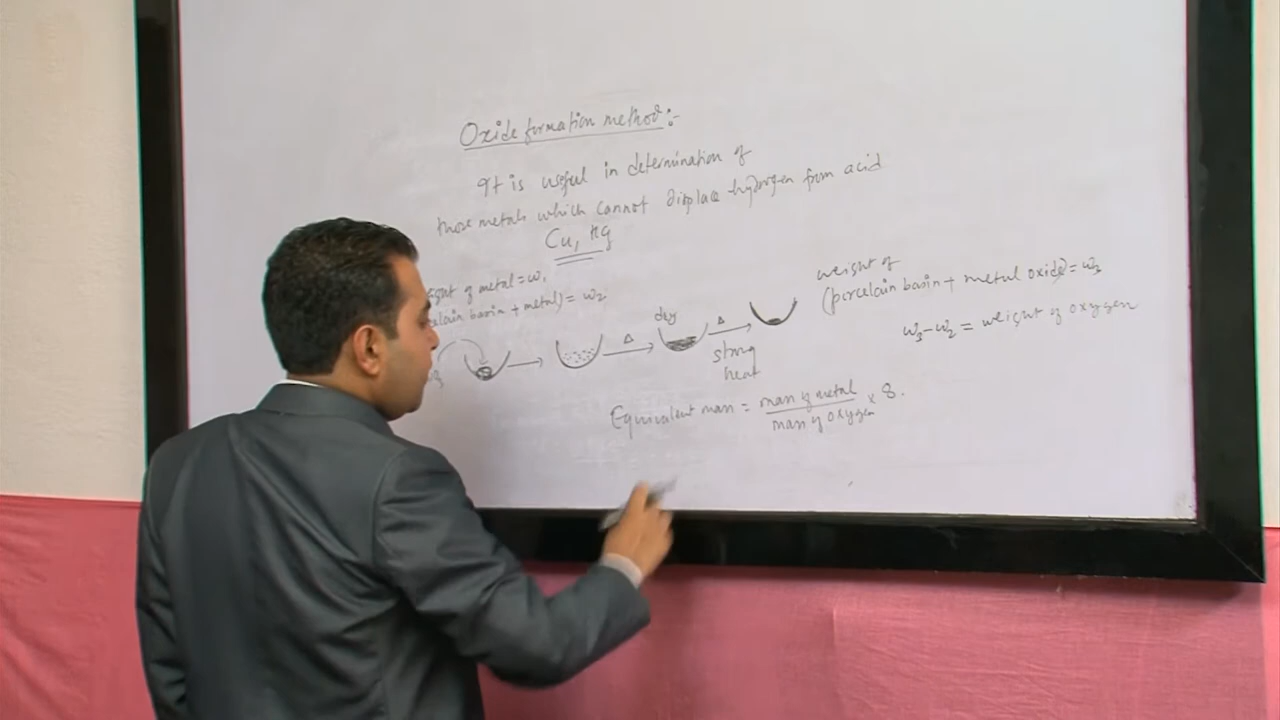 Oxide formation method:-
It is useful in determination of
those metals which cannot displace hydrogen from acid
Cu, Hg
of metal = w₁
basin + metal) = w₂
weight of
(porcelain basin + metal oxide) = w₃
w₃-w₂ = weight of oxygen
dry
Δ Δ
strong
heat
Equivalent mass = mass of metal / mass of oxygen × 8.